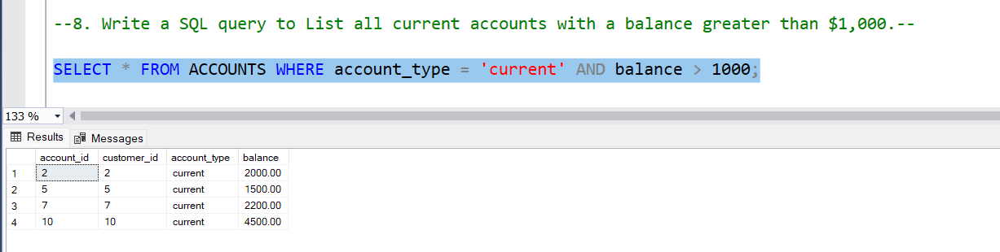 --8. Write a SQL query to List all current accounts with a balance greater than $1,000.--
SELECT * FROM ACCOUNTS WHERE account_type = 'current' AND balance > 1000;
133 %
Results Messages
account_id customer_id account_type balance
1 2 2 current 2000.00
2 5 5 current 1500.00
3 7 7 current 2200.00
4 10 10 current 4500.00